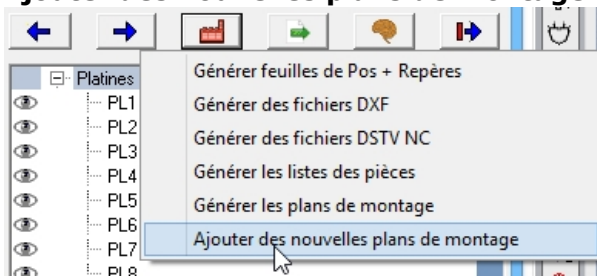 Platines
PL1
PL2
PL3
PL4
PL5
PL6
PL7
PL8
Générer feuilles de Pos + Repères
Générer des fichiers DXF
Générer des fichiers DSTV NC
Générer les listes des pièces
Générer les plans de montage
Ajouter des nouvelles plans de montage